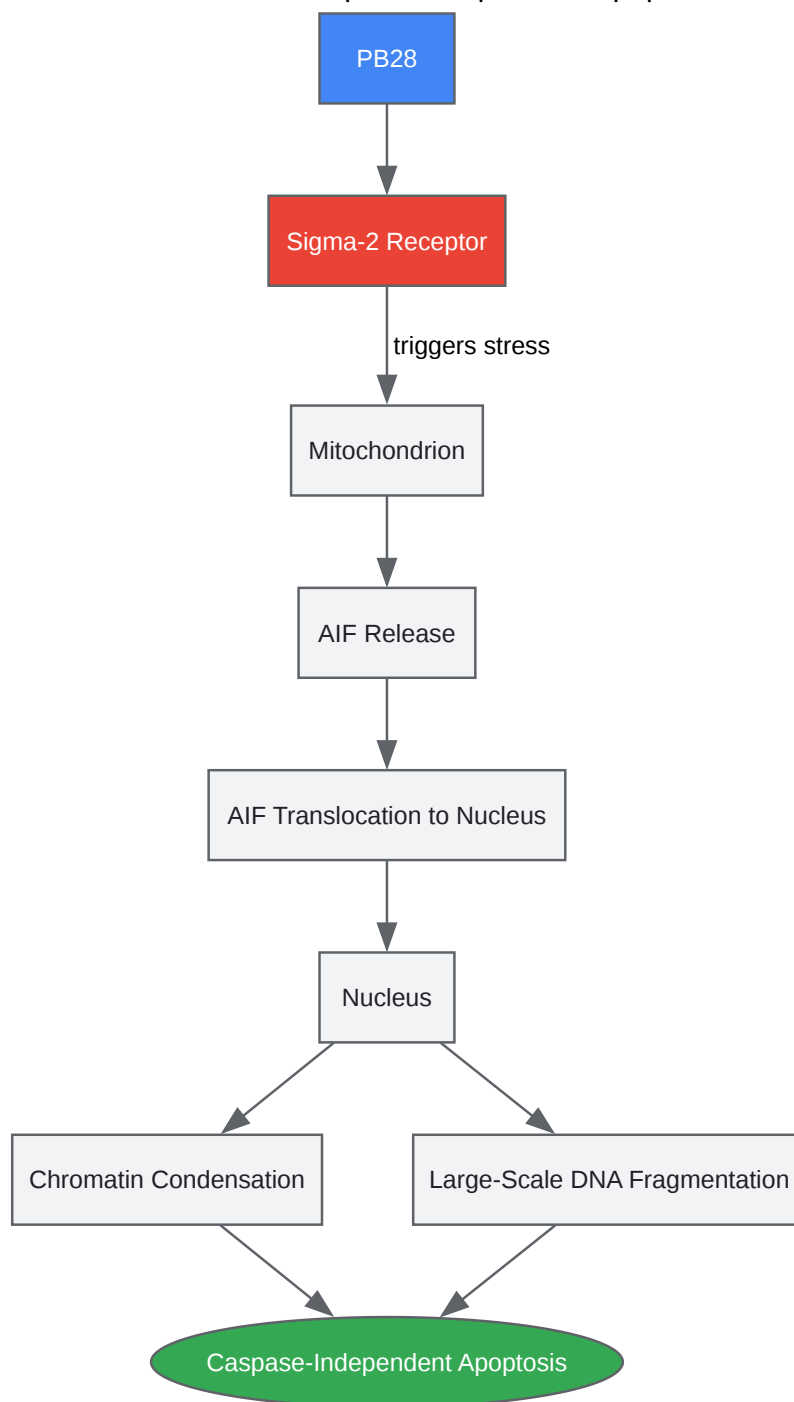 PB28
Sigma-2 Receptor
triggers stress
Mitochondrion
AIF Release
AIF Translocation to Nucleus
Nucleus
Chromatin Condensation
Large-Scale DNA Fragmentation
Caspase-Independent Apoptosis